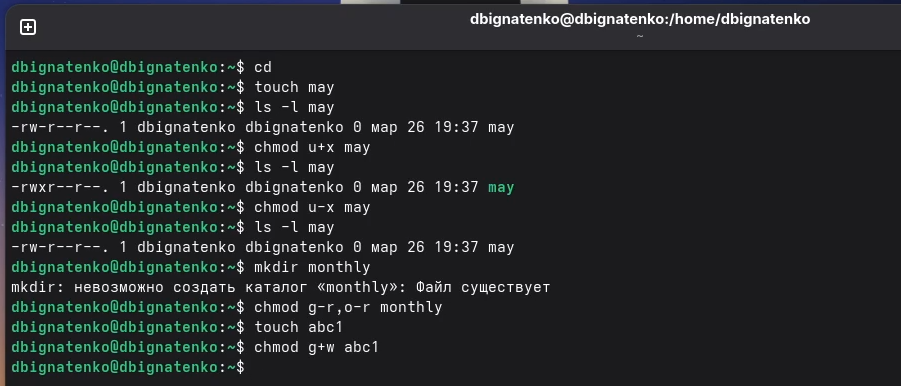 dbignatenko@dbignatenko:/home/dbignatenko
~
dbignatenko@dbignatenko:~$ cd
dbignatenko@dbignatenko:~$ touch may
dbignatenko@dbignatenko:~$ ls -l may
-rw-r--r--. 1 dbignatenko dbignatenko 0 мар 26 19:37 may
dbignatenko@dbignatenko:~$ chmod u+x may
dbignatenko@dbignatenko:~$ ls -l may
-rwxr--r--. 1 dbignatenko dbignatenko 0 мар 26 19:37 may
dbignatenko@dbignatenko:~$ chmod u-x may
dbignatenko@dbignatenko:~$ ls -l may
-rw-r--r--. 1 dbignatenko dbignatenko 0 мар 26 19:37 may
dbignatenko@dbignatenko:~$ mkdir monthly
mkdir: невозможно создать каталог «monthly»: Файл существует
dbignatenko@dbignatenko:~$ chmod g-r,o-r monthly
dbignatenko@dbignatenko:~$ touch abc1
dbignatenko@dbignatenko:~$ chmod g+w abc1
dbignatenko@dbignatenko:~$